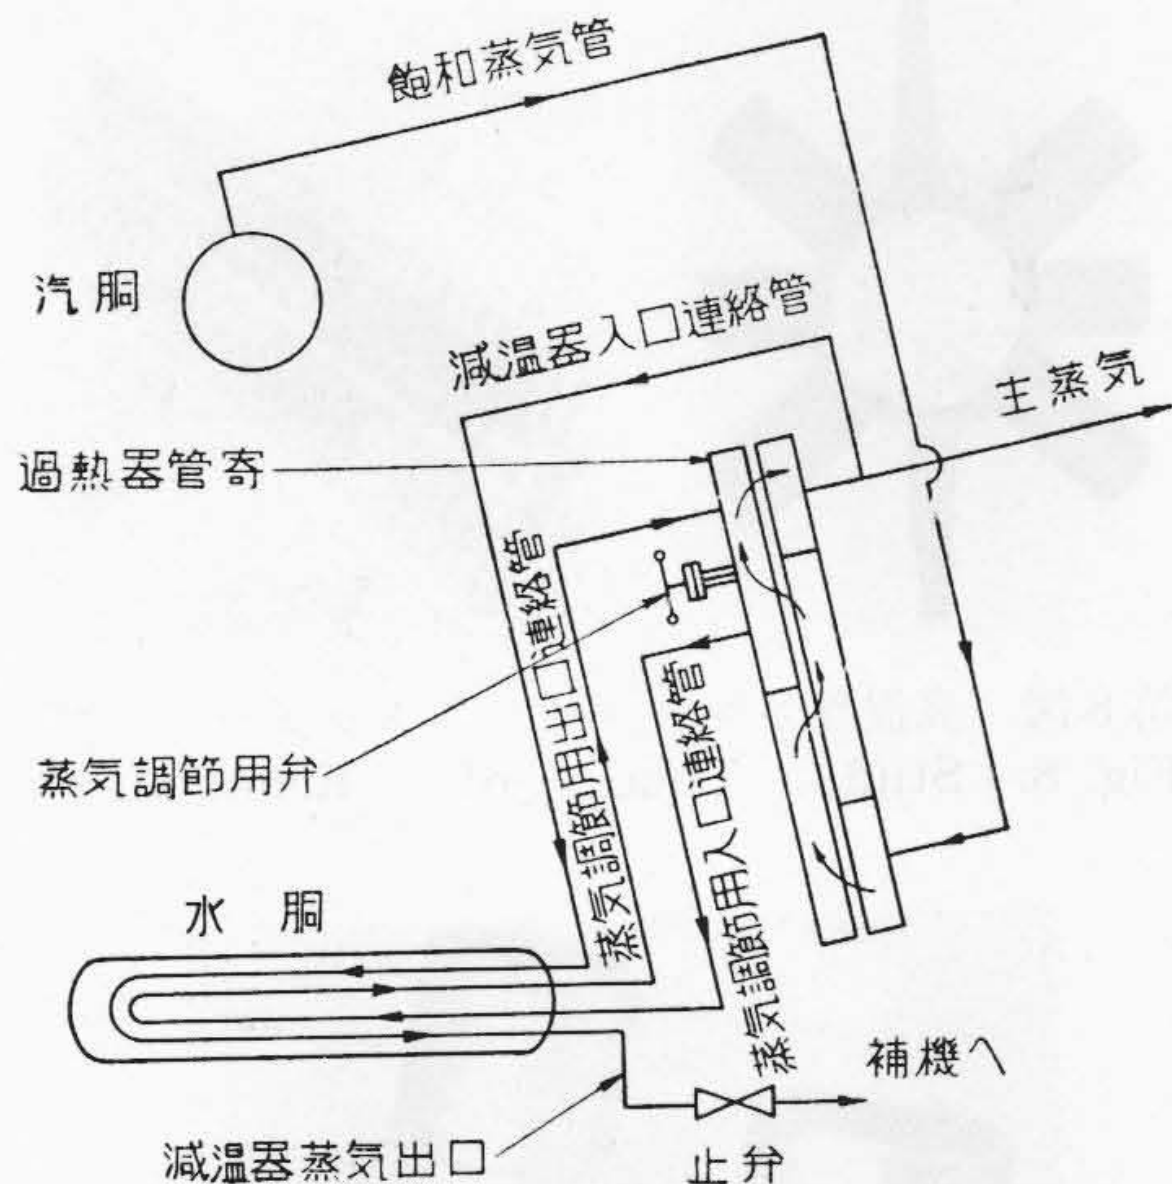 飽和蒸気管
汽胴
減温器入口連絡管
主蒸気
過熱器管寄
蒸気調節用出口連絡管
蒸気調節用入口連絡管
蒸気調節用弁
水胴
補機へ
減温器蒸気出口
止弁